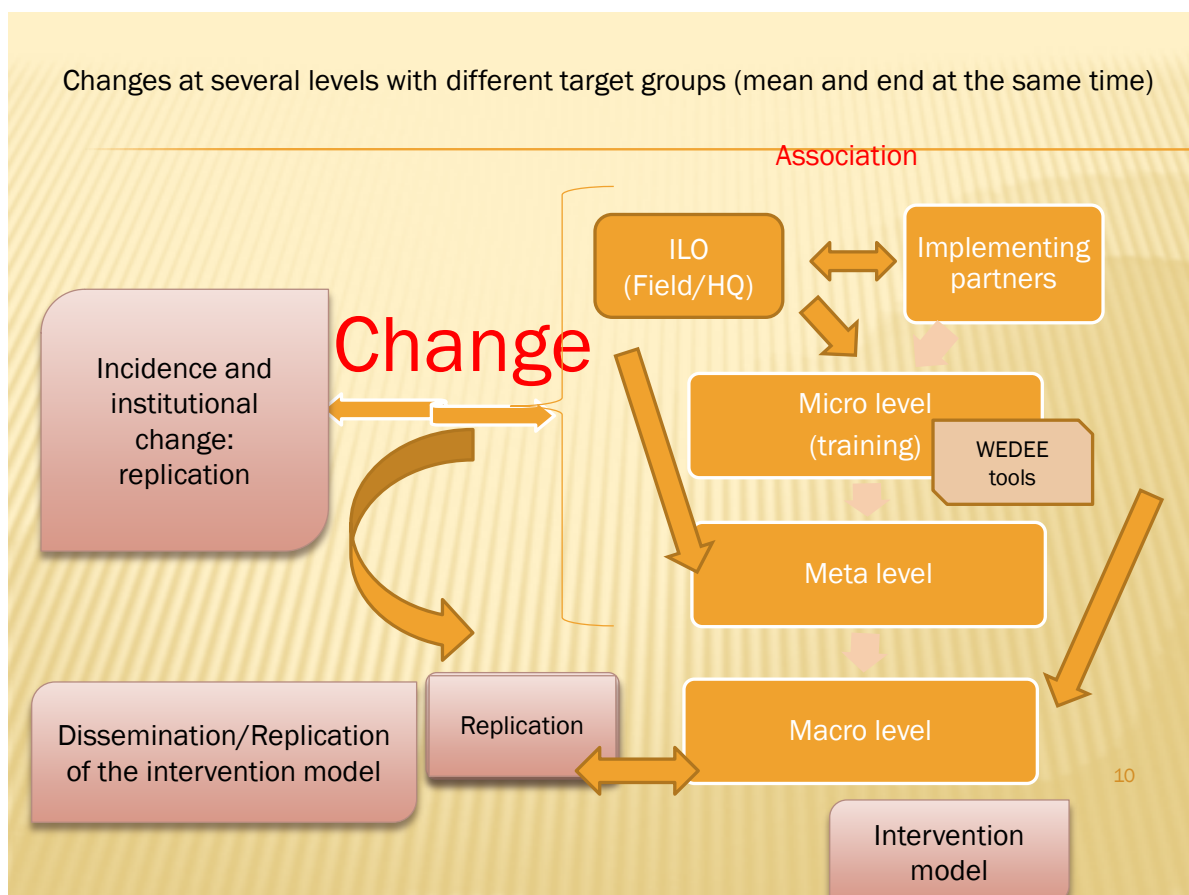 Changes at several levels with different target groups (mean and end at the same time)
Association
ILO
(Field/HQ)
Implementing
partners
Change
Incidence and
institutional
change:
replication
Micro level
(training)
WEDEE
tools
Meta level
Replication
Macro level
Dissemination/Replication
of the intervention model
10
Intervention
model